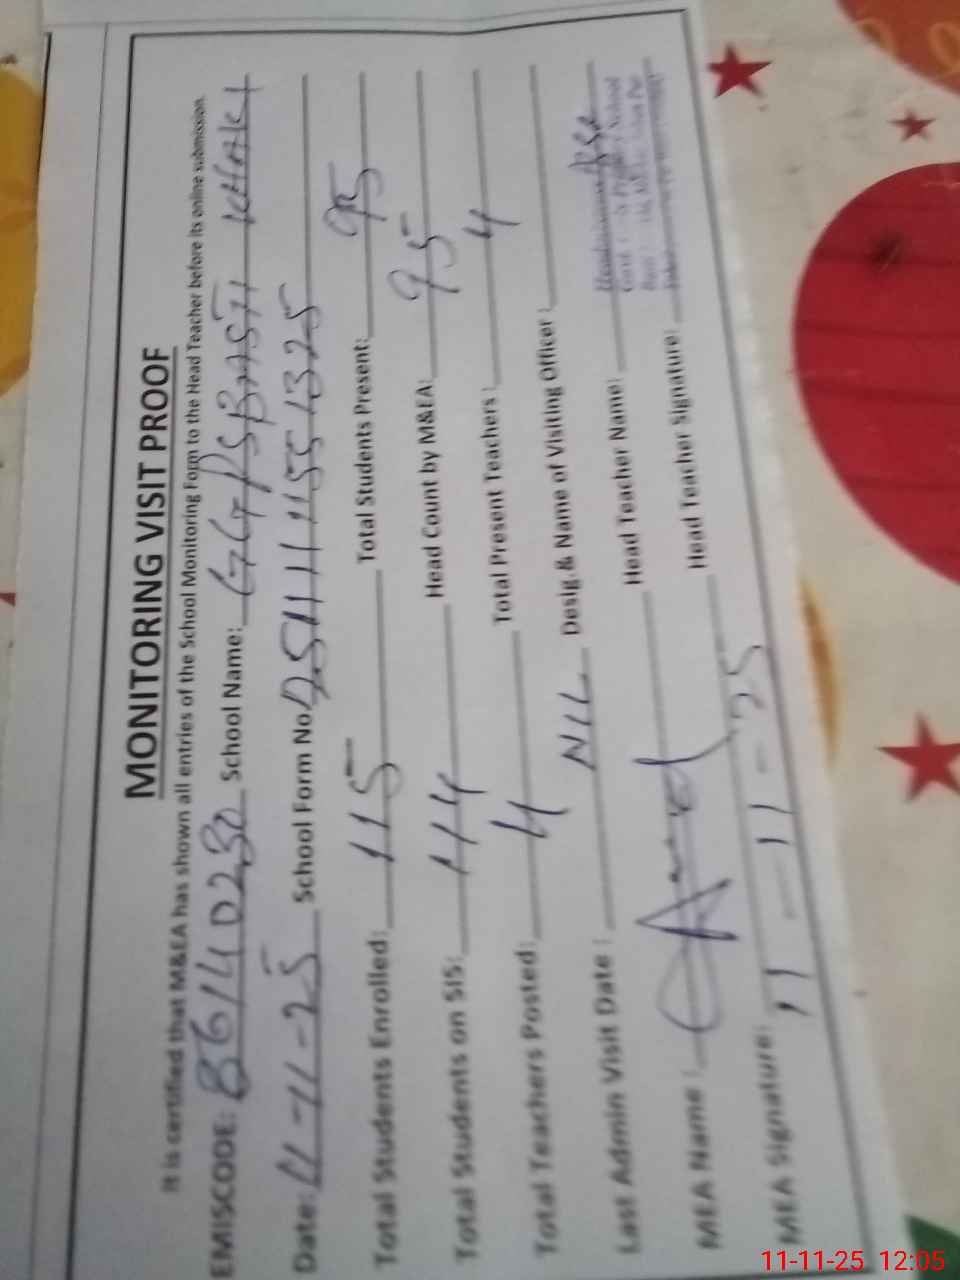 MONITORING VISIT PROOF
It is certified that M&EA has shown all entries of the School Monitoring Form to the Head Teacher before its online submission.
EMISCODE: School Name: GGPS BASTI KHAKI
Date: 11-11-25 School Form No
Total Students Enrolled: 115 Total Students Present: 95
Total Students on SIS: 114 Head Count by M&EA: 95
Total Teachers Posted: 4 Total Present Teachers: 4
Last Admin Visit Date : NIL Desig.& Name of Visiting Officer :
MEA Name : Head Teacher Name:
MEA Signature: 11-11-25 Head Teacher Signature:
11-11-25 12:05